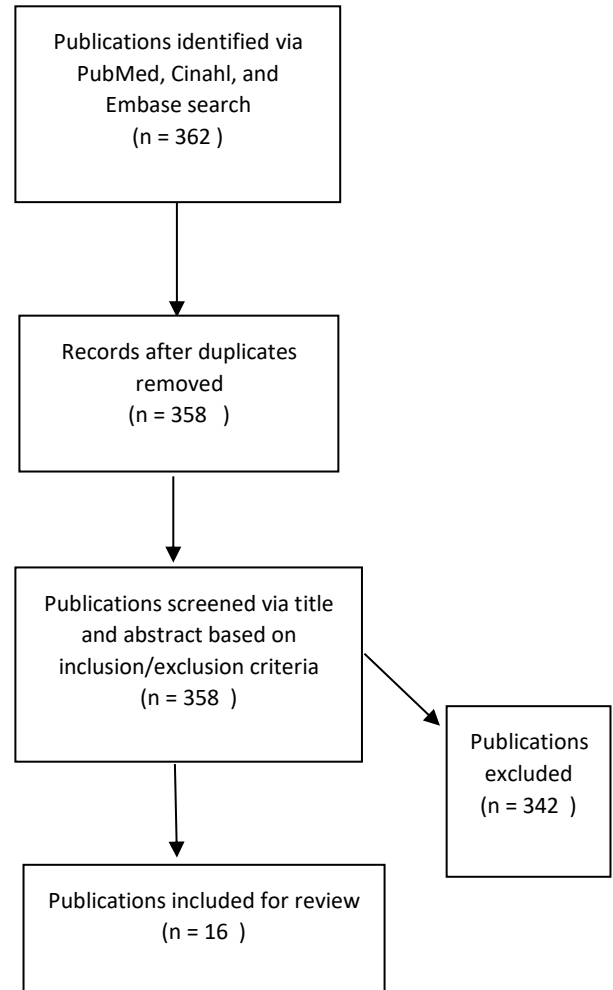 Publications identified via
PubMed, Cinahl, and
Embase search
(n = 362 )
Records after duplicates
removed
(n = 358 )
Publications screened via title
and abstract based on
inclusion/exclusion criteria
(n = 358 )
Publications
excluded
(n = 342 )
Publications included for review
(n = 16 )